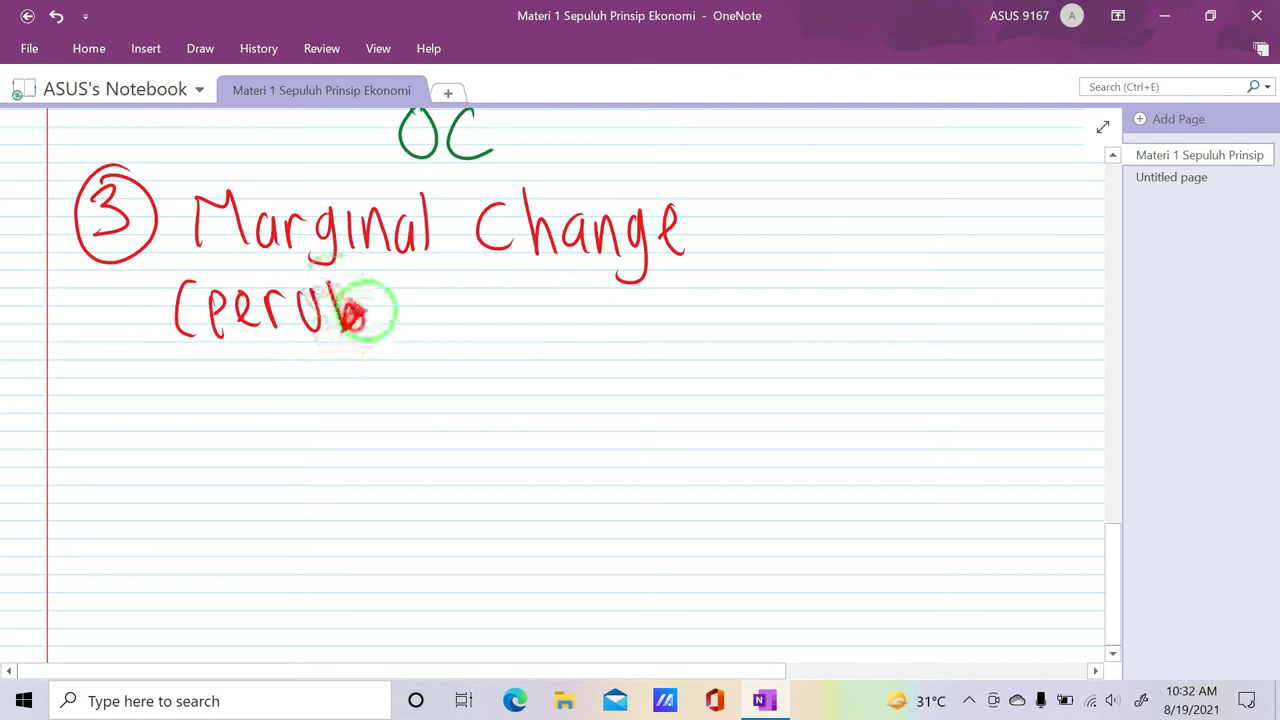 Materi 1 Sepuluh Prinsip Ekonomi - OneNote
ASUS 9167
A
File Home Insert Draw History Review View Help
ASUS's Notebook
Materi 1 Sepuluh Prinsip Ekonomi
Search (Ctrl+E)
Add Page
Materi 1 Sepuluh Prinsip
Untitled page
OC
3 Marginal Change
(peru
Type here to search
31°C
10:32 AM
8/19/2021